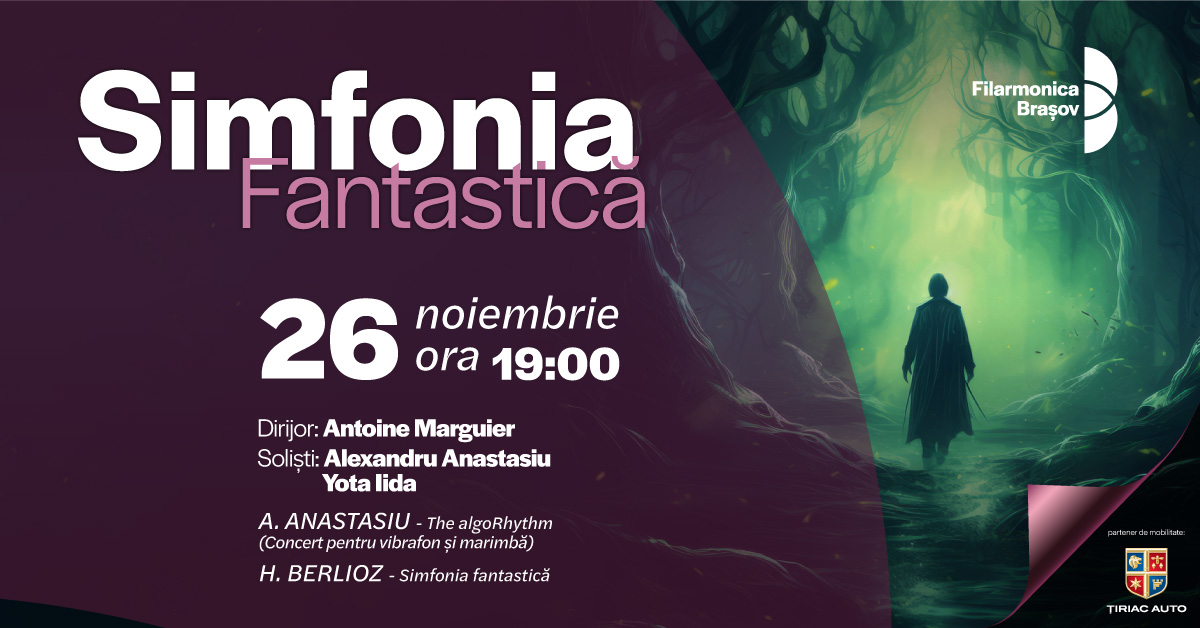 Simfonia
Fantastică
Filarmonica
Brașov
26 noiembrie
ora 19:00
Dirijor: Antoine Marguier
Soliști: Alexandru Anastasiu
Yota Iida
A. ANASTASIU - The algoRhythm
(Concert pentru vibrafon și marimbă)
H. BERLIOZ - Simfonia fantastică
partener de mobilitate:
ȚIRIAC AUTO